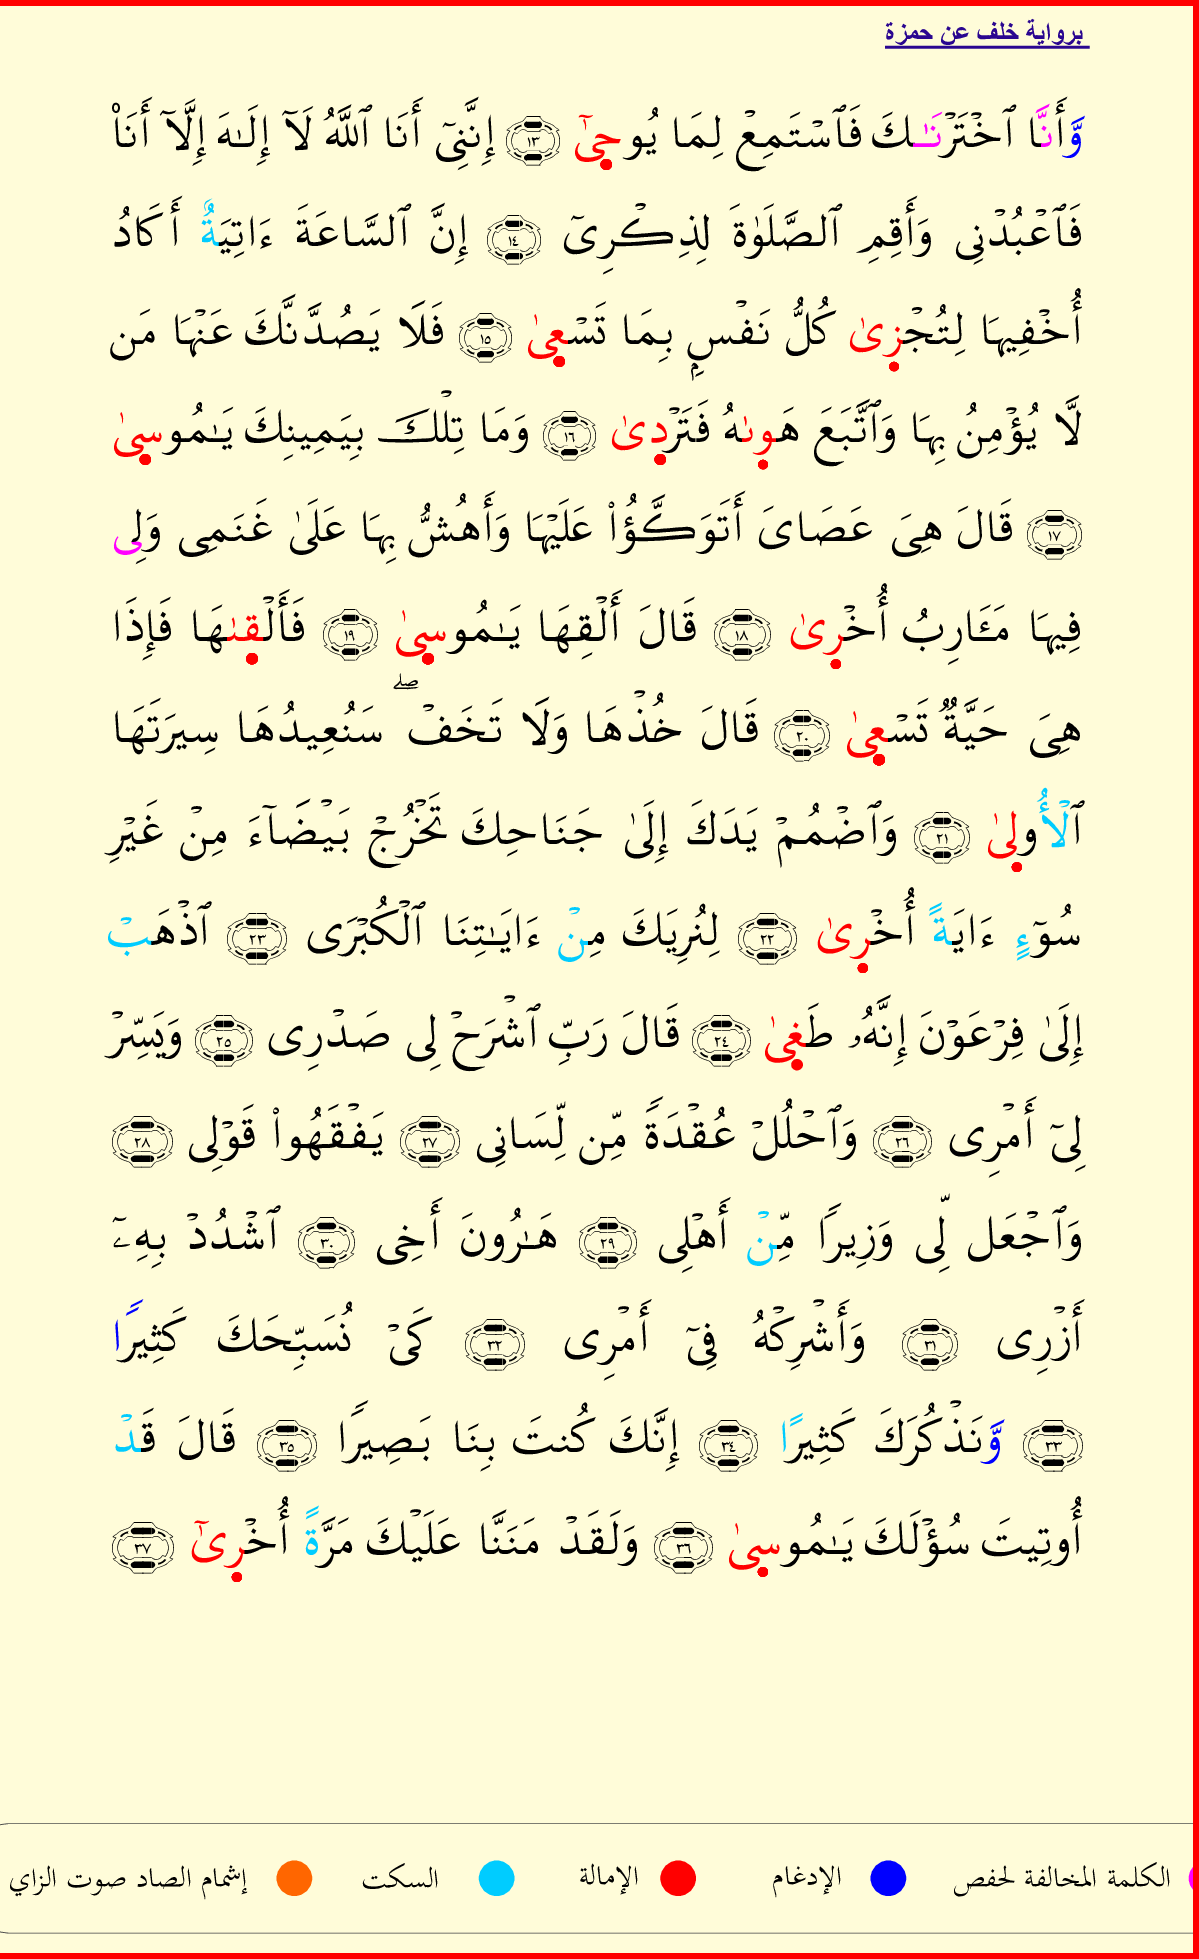 برواية خلف عن حمزة
وَّأَنَّا ٱخْتَرْنَـٰكَ فَٱسْتَمِعْ لِمَا يُوحِىٰٓ ١٣ إِنَّنِىٓ أَنَا ٱللَّهُ لَآ إِلَـٰهَ إِلَّآ أَنَا۠
فَٱعْبُدْنِى وَأَقِمِ ٱلصَّلَوٰةَ لِذِكْرِىٓ ١٤ إِنَّ ٱلسَّاعَةَ ءَاتِيَةٌ أَكَادُ
أُخْفِيهَا لِتُجْزِىٰ كُلُّ نَفْسٍۭ بِمَا تَسْعِىٰ ١٥ فَلَا يَصُدَّنَّكَ عَنْهَا مَن
لَّا يُؤْمِنُ بِهَا وَٱتَّبَعَ هَوِىٰهُ فَتَرْدِىٰ ١٦ وَمَا تِلْكَ بِيَمِينِكَ يَـٰمُوسِىٰ
١٧ قَالَ هِىَ عَصَاىَ أَتَوَكَّؤُا۟ عَلَيْهَا وَأَهُشُّ بِهَا عَلَىٰ غَنَمِى وَلِى
فِيهَا مَـَٔارِبُ أُخْرِىٰ ١٨ قَالَ أَلْقِهَا يَـٰمُوسِىٰ ١٩ فَأَلْقِىٰهَا فَإِذَا
هِىَ حَيَّةٌ تَسْعِىٰ ٢٠ قَالَ خُذْهَا وَلَا تَخَفْ ۖ سَنُعِيدُهَا سِيرَتَهَا
ٱلْأُولِىٰ ٢١ وَٱضْمُمْ يَدَكَ إِلَىٰ جَنَاحِكَ تَخْرُجْ بَيْضَآءَ مِنْ غَيْرِ
سُوٓءٍ ءَايَةً أُخْرِىٰ ٢٢ لِنُرِيَكَ مِنْ ءَايَـٰتِنَا ٱلْكُبْرَى ٢٣ ٱذْهَبْ
إِلَىٰ فِرْعَوْنَ إِنَّهُۥ طَغِىٰ ٢٤ قَالَ رَبِّ ٱشْرَحْ لِى صَدْرِى ٢٥ وَيَسِّرْ
لِىٓ أَمْرِى ٢٦ وَٱحْلُلْ عُقْدَةً مِّن لِّسَانِى ٢٧ يَفْقَهُوا۟ قَوْلِى ٢٨
وَٱجْعَل لِّى وَزِيرًا مِّنْ أَهْلِى ٢٩ هَـٰرُونَ أَخِى ٣٠ ٱشْدُدْ بِهِۦٓ
أَزْرِى ٣١ وَأَشْرِكْهُ فِىٓ أَمْرِى ٣٢ كَىْ نُسَبِّحَكَ كَثِيرًا
٣٣ وَّنَذْكُرَكَ كَثِيرًا ٣٤ إِنَّكَ كُنتَ بِنَا بَصِيرًا ٣٥ قَالَ قَدْ
أُوتِيتَ سُؤْلَكَ يَـٰمُوسِىٰ ٣٦ وَلَقَدْ مَنَنَّا عَلَيْكَ مَرَّةً أُخْرِىٰٓ ٣٧
الكلمة المخالفة لحفص الإدغام الإمالة السكت إشمام الصاد صوت الزاي